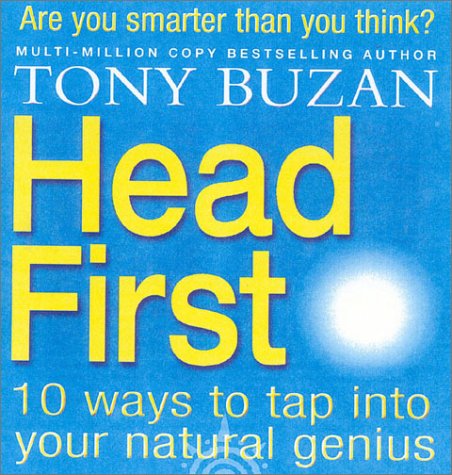 Are you smarter than you think?
MULTI-MILLION COPY BESTSELLING AUTHOR
TONY BUZAN
Head
First
10 ways to tap into
your natural genius